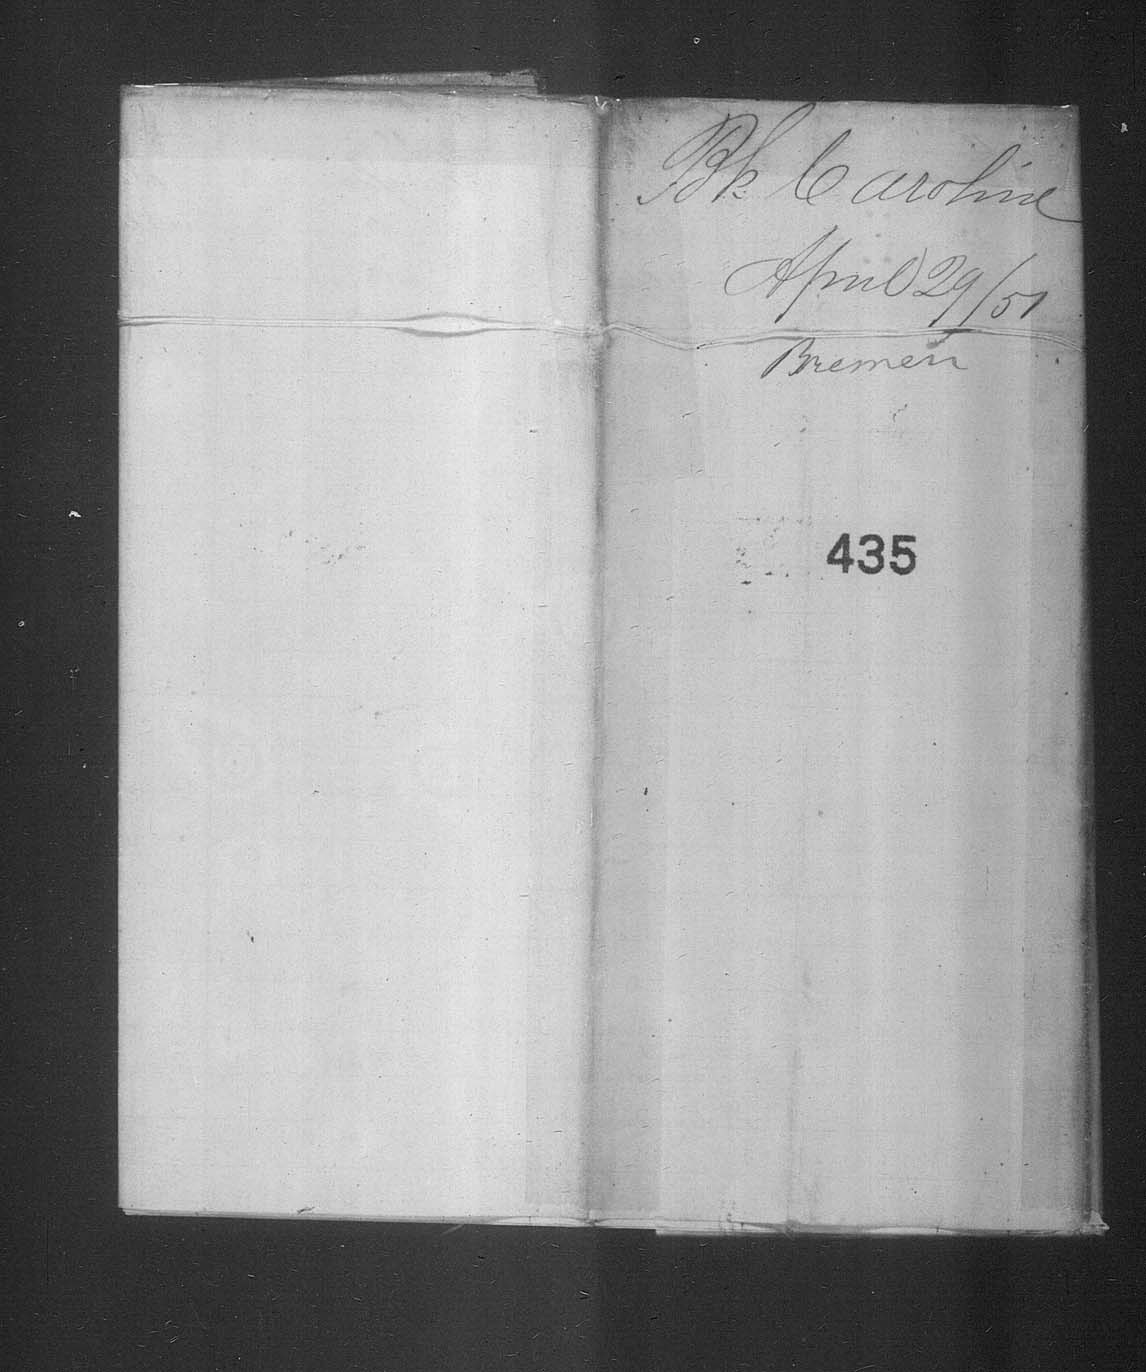 Bk Caroline
April 29/51
Bremen
435